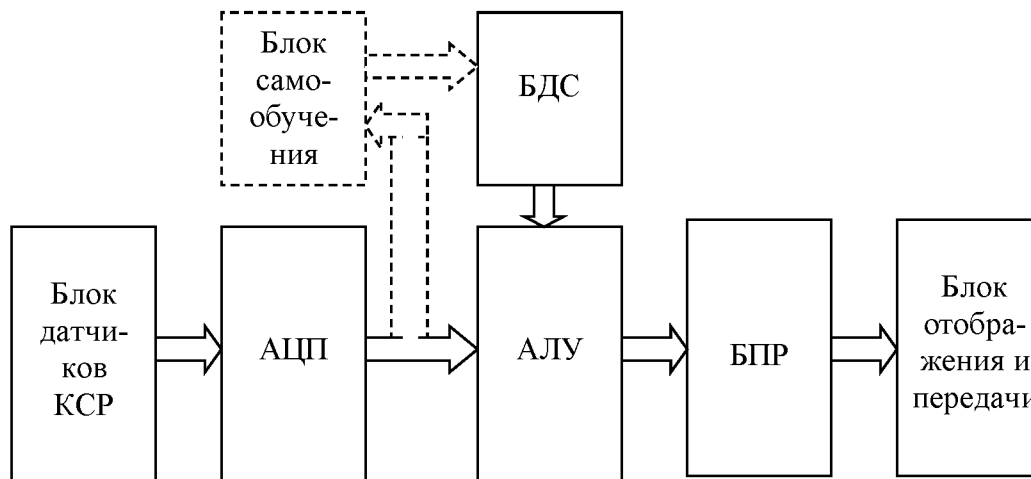 Блок
само-
обуче-
ния
БДС
Блок
датчи-
ков
КСР
АЦП
АЛУ
БПР
Блок
отобра-
жения и
передачи